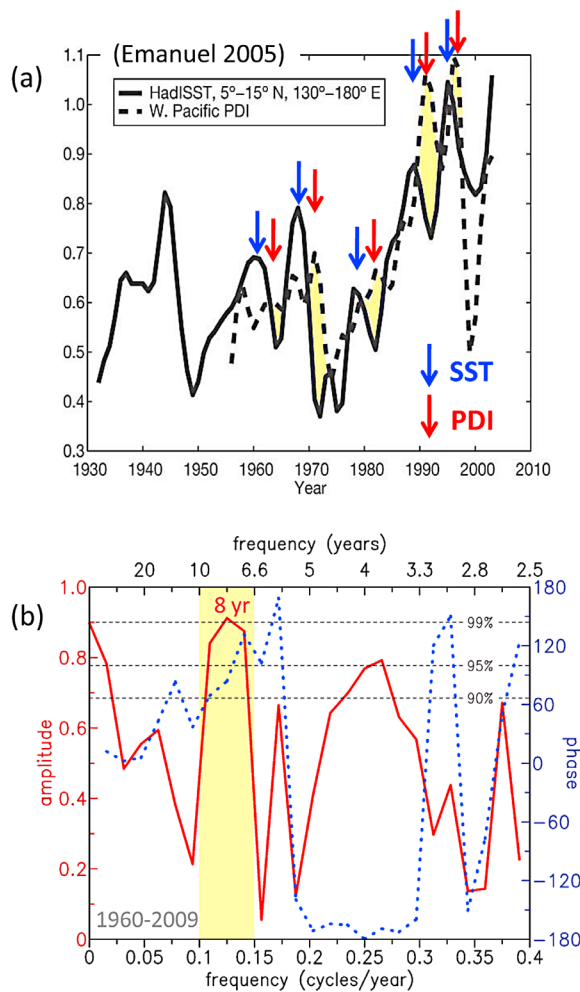 (Emanuel 2005)
(a)
HadISST, 5º–15º N, 130º–180º E
W. Pacific PDI
1.1
1.0
0.9
0.8
0.7
0.6
0.5
0.4
0.3
SST
PDI
1930 1940 1950 1960 1970 1980 1990 2000 2010
Year
(b)
frequency (years)
20 10 6.6 5 4 3.3 2.8 2.5
1.0
0.8
0.6
0.4
0.2
0
amplitude
8 yr
99%
95%
90%
180
120
60
0
−60
−120
−180
phase
1960-2009
0 0.05 0.1 0.15 0.2 0.25 0.3 0.35 0.4
frequency (cycles/year)